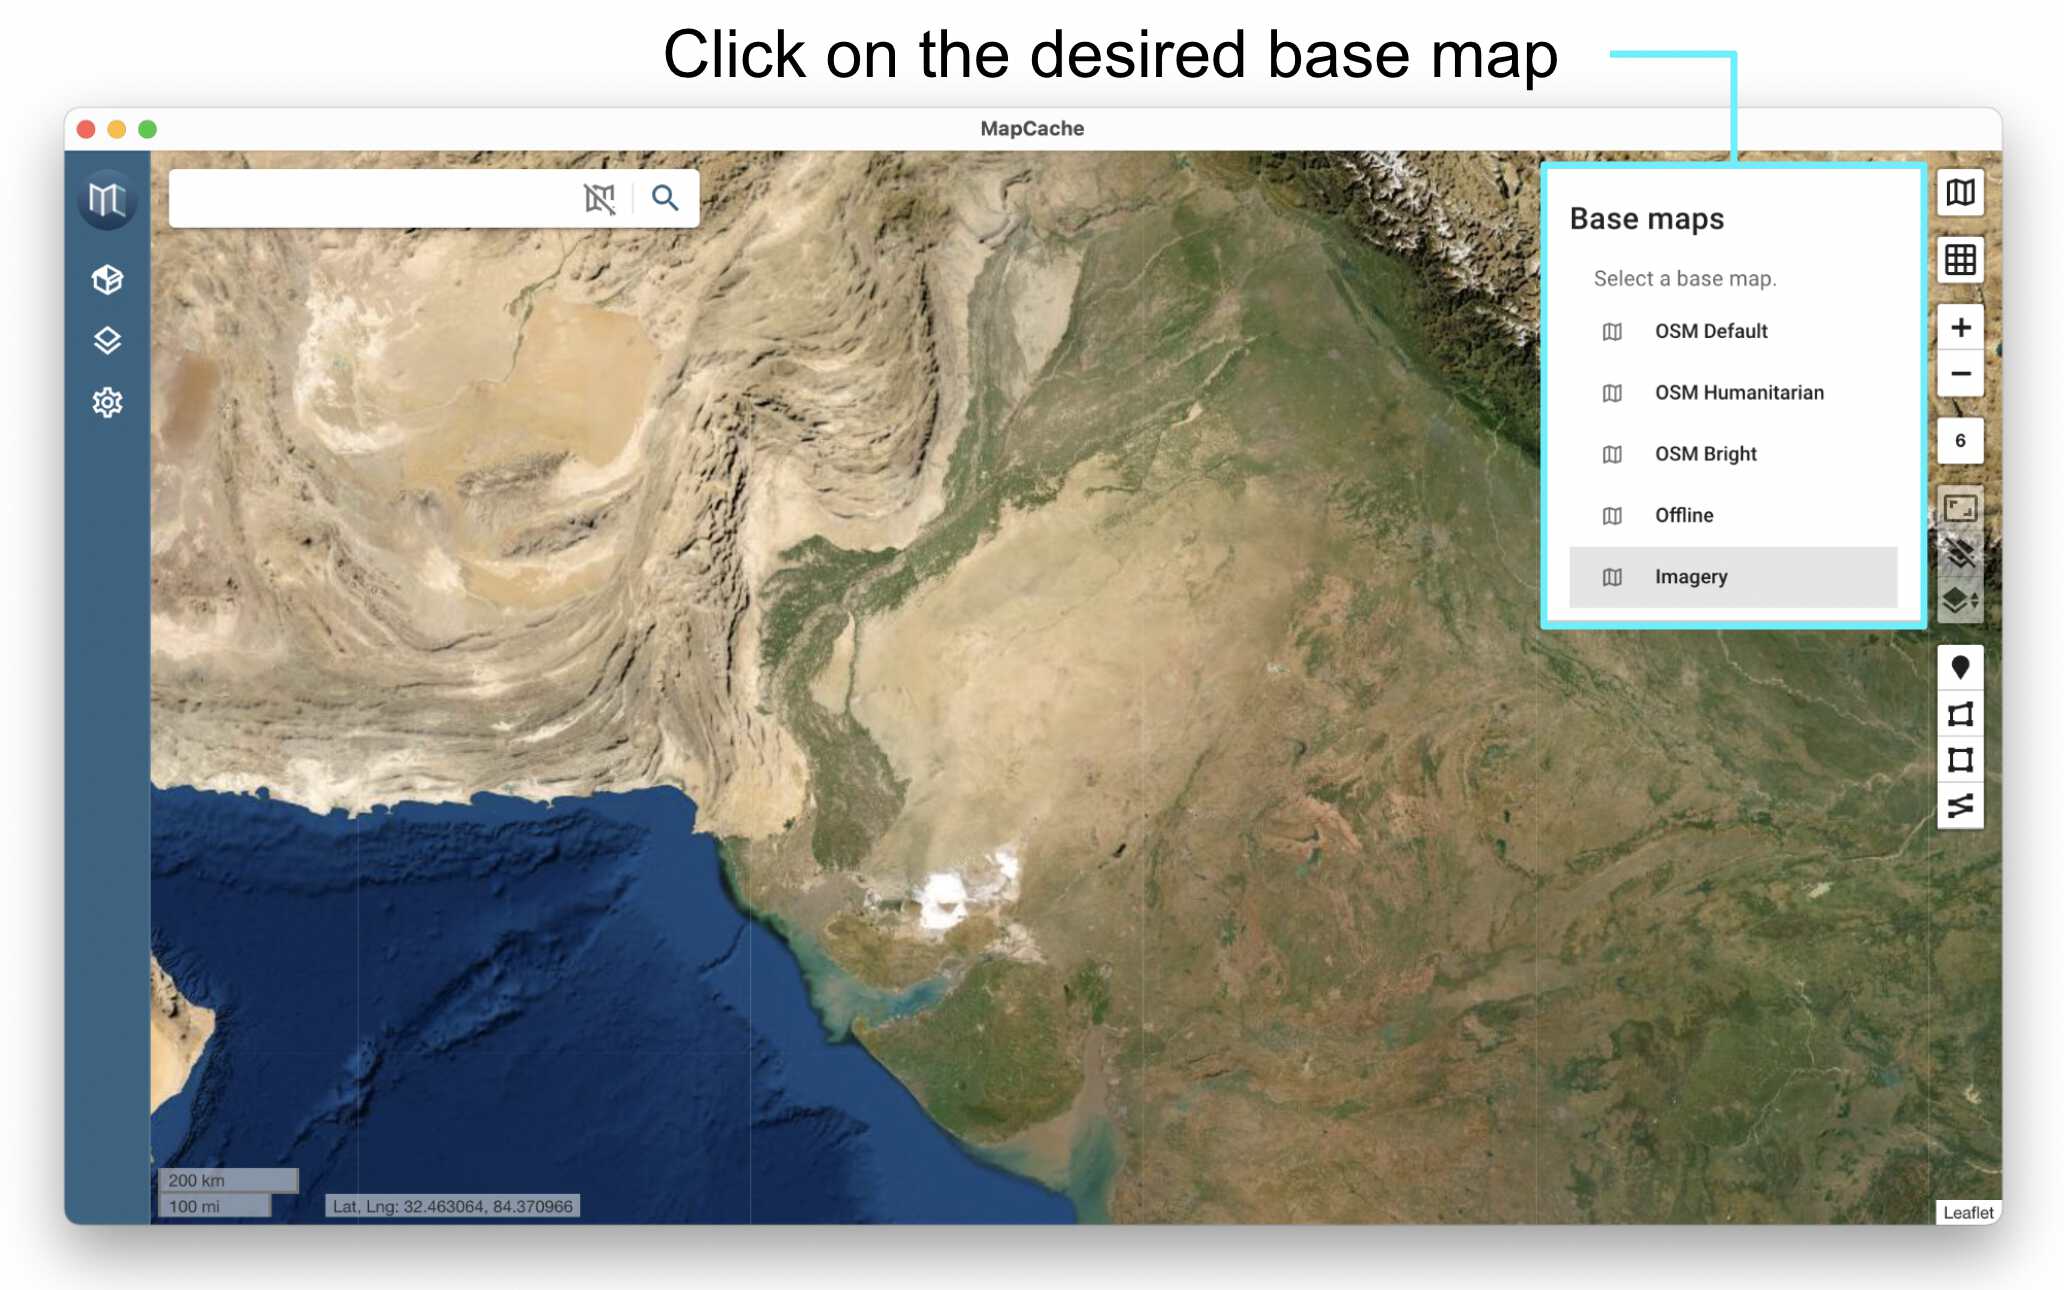 Click on the desired base map
MapCache
Base maps
Select a base map.
OSM Default
OSM Humanitarian
OSM Bright
Offline
Imagery
6
200 km
100 mi
Lat, Lng: 32.463064, 84.370966
Leaflet